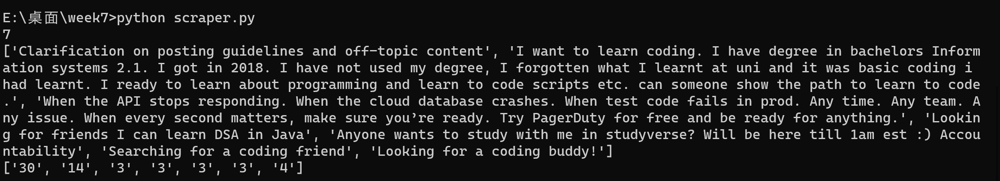 E:\桌面\week7>python scraper.py
7
['Clarification on posting guidelines and off-topic content', 'I want to learn coding. I have degree in bachelors Inform
ation systems 2.1. I got in 2018. I have not used my degree, I forgotten what I learnt at uni and it was basic coding i
had learnt. I ready to learn about programming and learn to code scripts etc. can someone show the path to learn to code
.', 'When the API stops responding. When the cloud database crashes. When test code fails in prod. Any time. Any team. A
ny issue. When every second matters, make sure you’re ready. Try PagerDuty for free and be ready for anything.', 'Lookin
g for friends I can learn DSA in Java', 'Anyone wants to study with me in studyverse? Will be here till 1am est :) Accou
ntability', 'Searching for a coding friend', 'Looking for a coding buddy!']
['30', '14', '3', '3', '3', '3', '4']